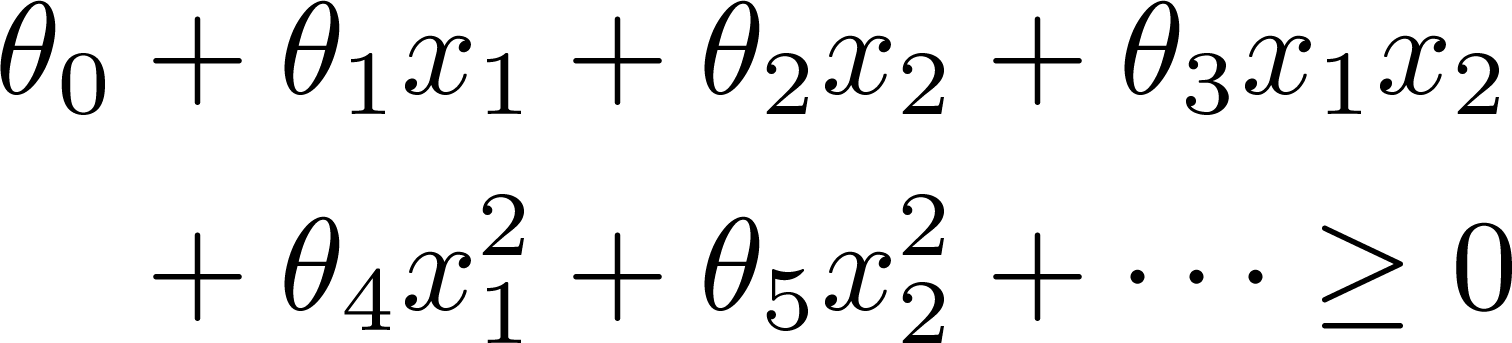 θ₀ + θ₁x₁ + θ₂x₂ + θ₃x₁x₂
+ θ₄x₁² + θ₅x₂² + ⋯ ≥ 0